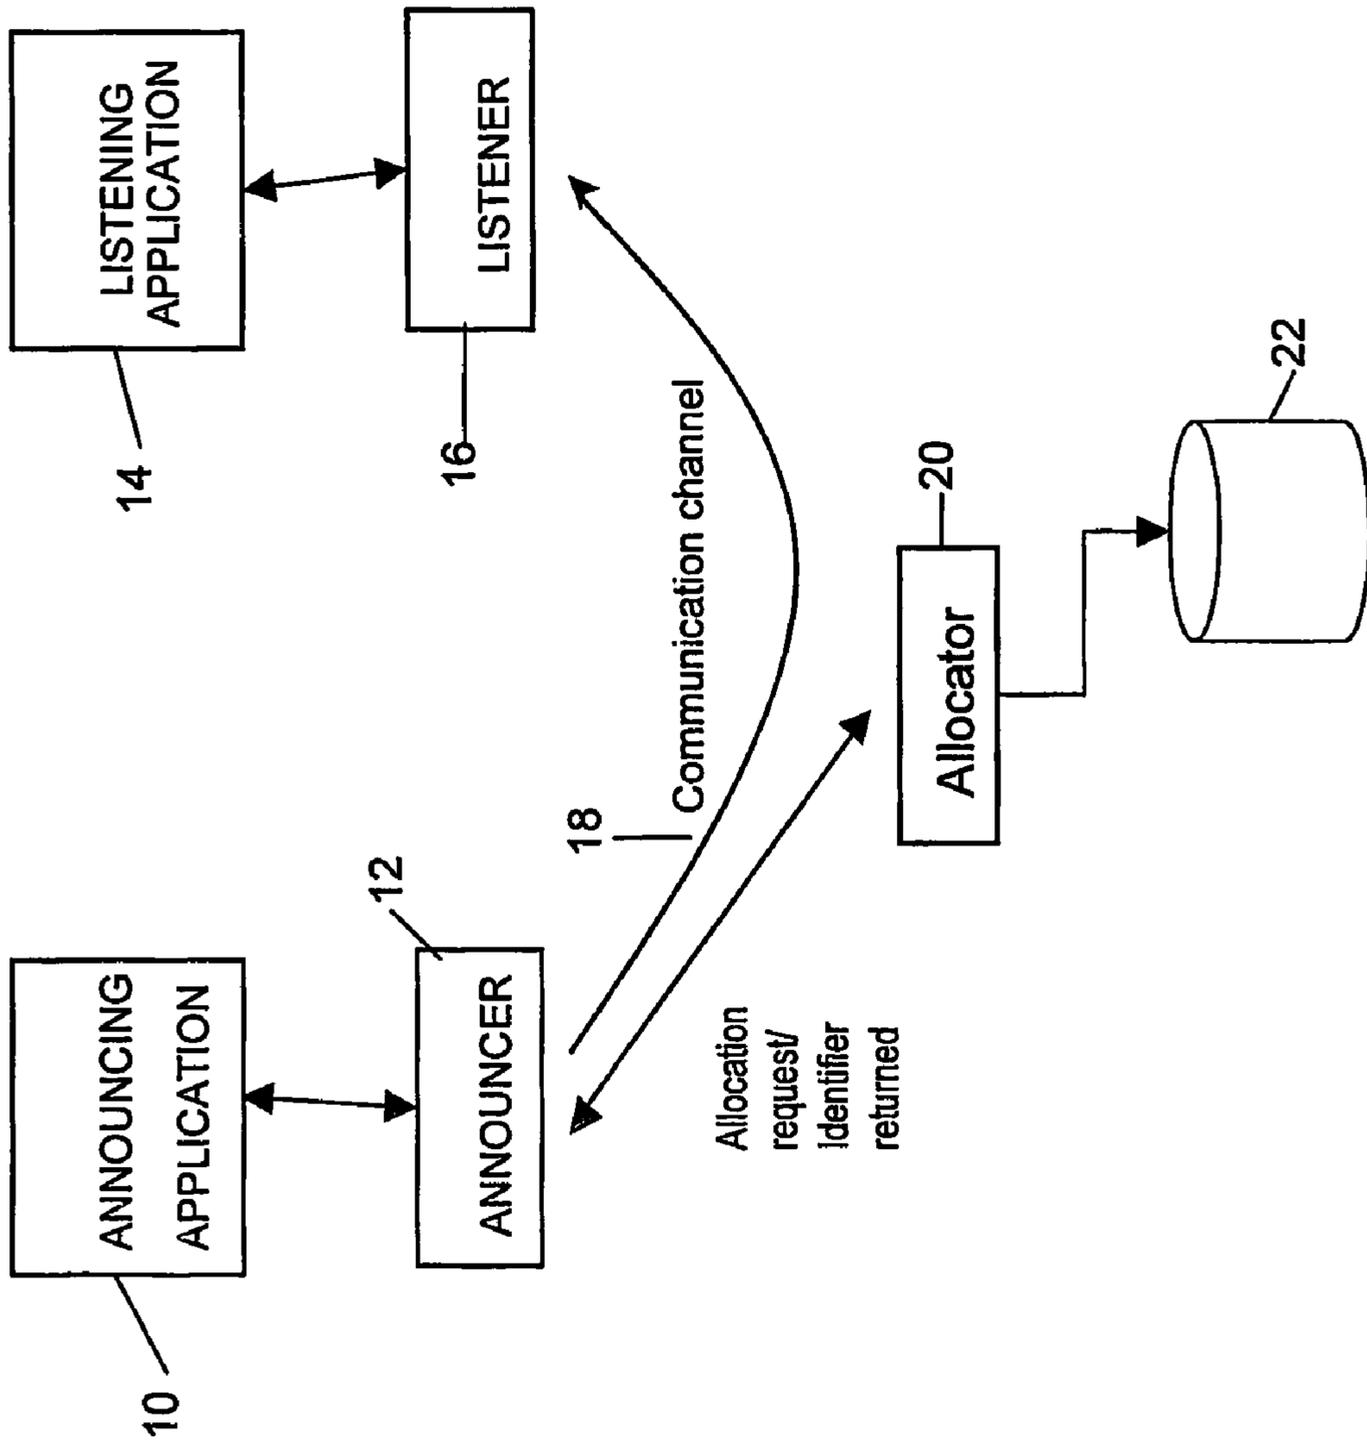 ANNOUNCING
APPLICATION
10
ANNOUNCER
12
LISTENING
APPLICATION
14
LISTENER
16
18
Communication channel
Allocation
request/
Identifier
returned
Allocator
20
22